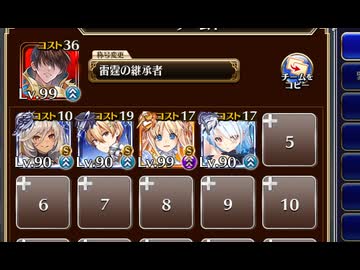 コスト36
称号変更
雷霆の継承者
チームを
コピー
Lv.99
コスト10
コスト19
コスト17
コスト17
S
S
S
Lv.90
Lv.90
Lv.99
Lv.90
5
6
7
8
9
10